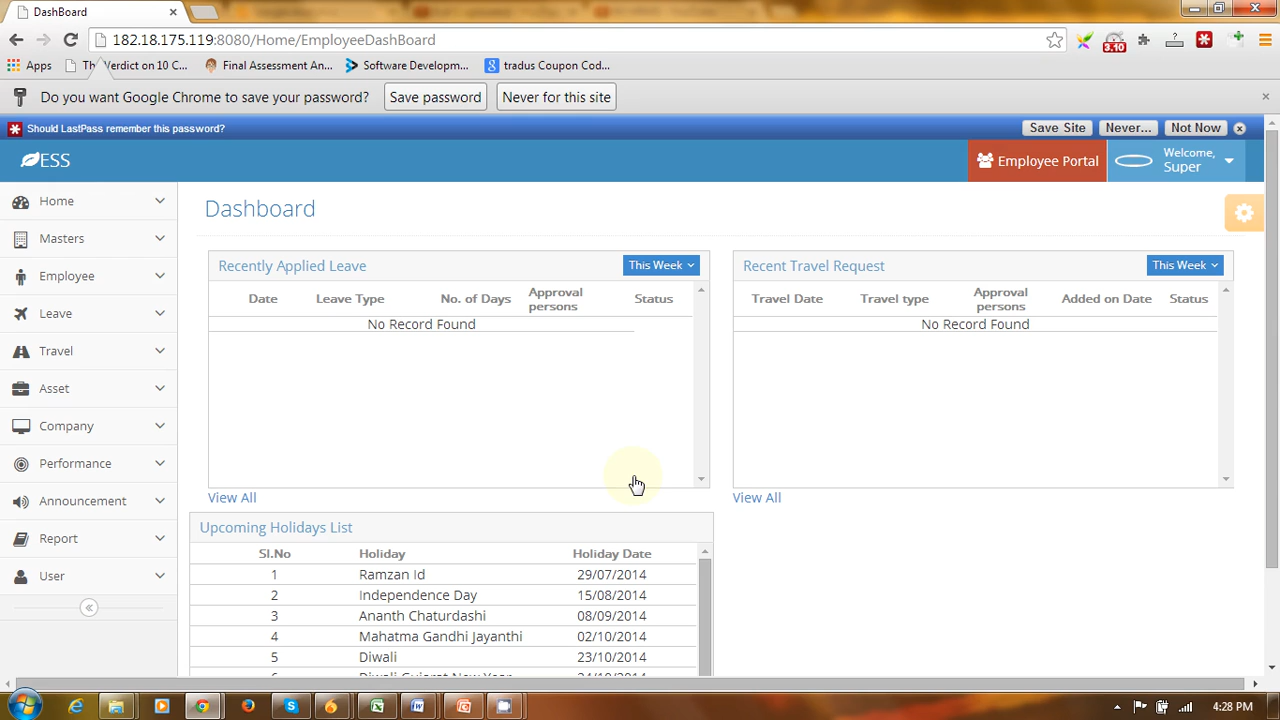 DashBoard
182.18.175.119:8080/Home/EmployeeDashBoard
3.10
Apps The Verdict on 10 C... Final Assessment An... Software Developm... tradus Coupon Cod...
Do you want Google Chrome to save your password? Save password Never for this site
Should LastPass remember this password? Save Site Never... Not Now
ESS
Employee Portal
Welcome,
Super
Home
Masters
Employee
Leave
Travel
Asset
Company
Performance
Announcement
Report
User
Dashboard
Recently Applied Leave This Week
Date Leave Type No. of Days Approval persons Status
No Record Found
View All
Recent Travel Request This Week
Travel Date Travel type Approval persons Added on Date Status
No Record Found
View All
Upcoming Holidays List
Sl.No Holiday Holiday Date
1 Ramzan Id 29/07/2014
2 Independence Day 15/08/2014
3 Ananth Chaturdashi 08/09/2014
4 Mahatma Gandhi Jayanthi 02/10/2014
5 Diwali 23/10/2014
4:28 PM